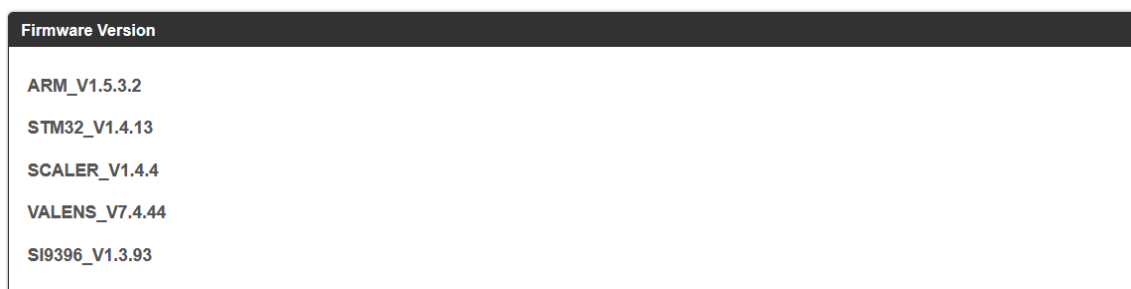 Firmware Version
ARM_V1.5.3.2
STM32_V1.4.13
SCALER_V1.4.4
VALENS_V7.4.44
SI9396_V1.3.93